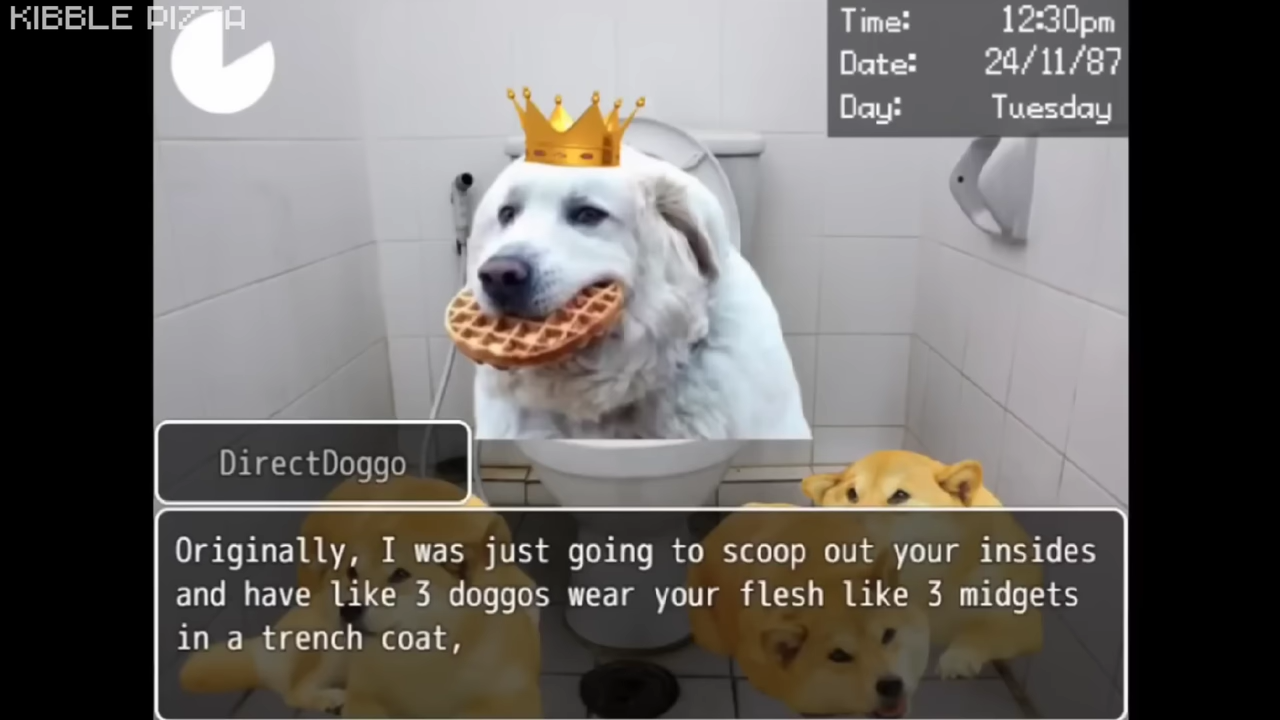 KIBBLE PIZZA
Time: 12:30pm
Date: 24/11/87
Day: Tuesday
DirectDoggo
Originally, I was just going to scoop out your insides
and have like 3 doggos wear your flesh like 3 midgets
in a trench coat,